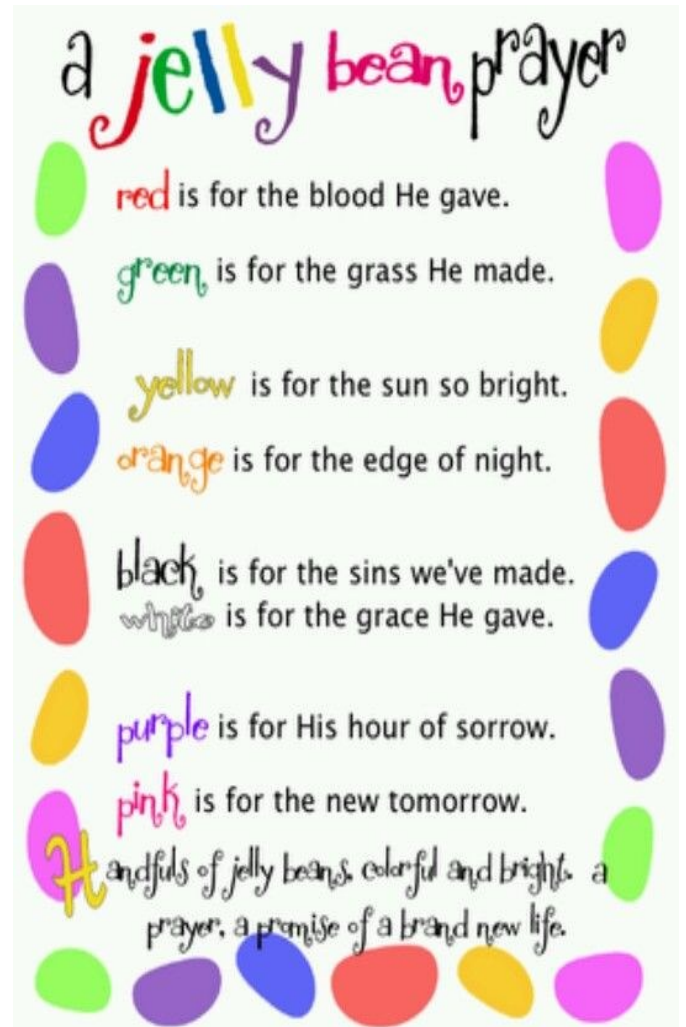 a jelly bean prayer
red is for the blood He gave.
green is for the grass He made.
yellow is for the sun so bright.
orange is for the edge of night.
black is for the sins we've made.
white is for the grace He gave.
purple is for His hour of sorrow.
pink is for the new tomorrow.
Handfuls of jelly beans, colorful and bright, a
prayer, a promise of a brand new life.